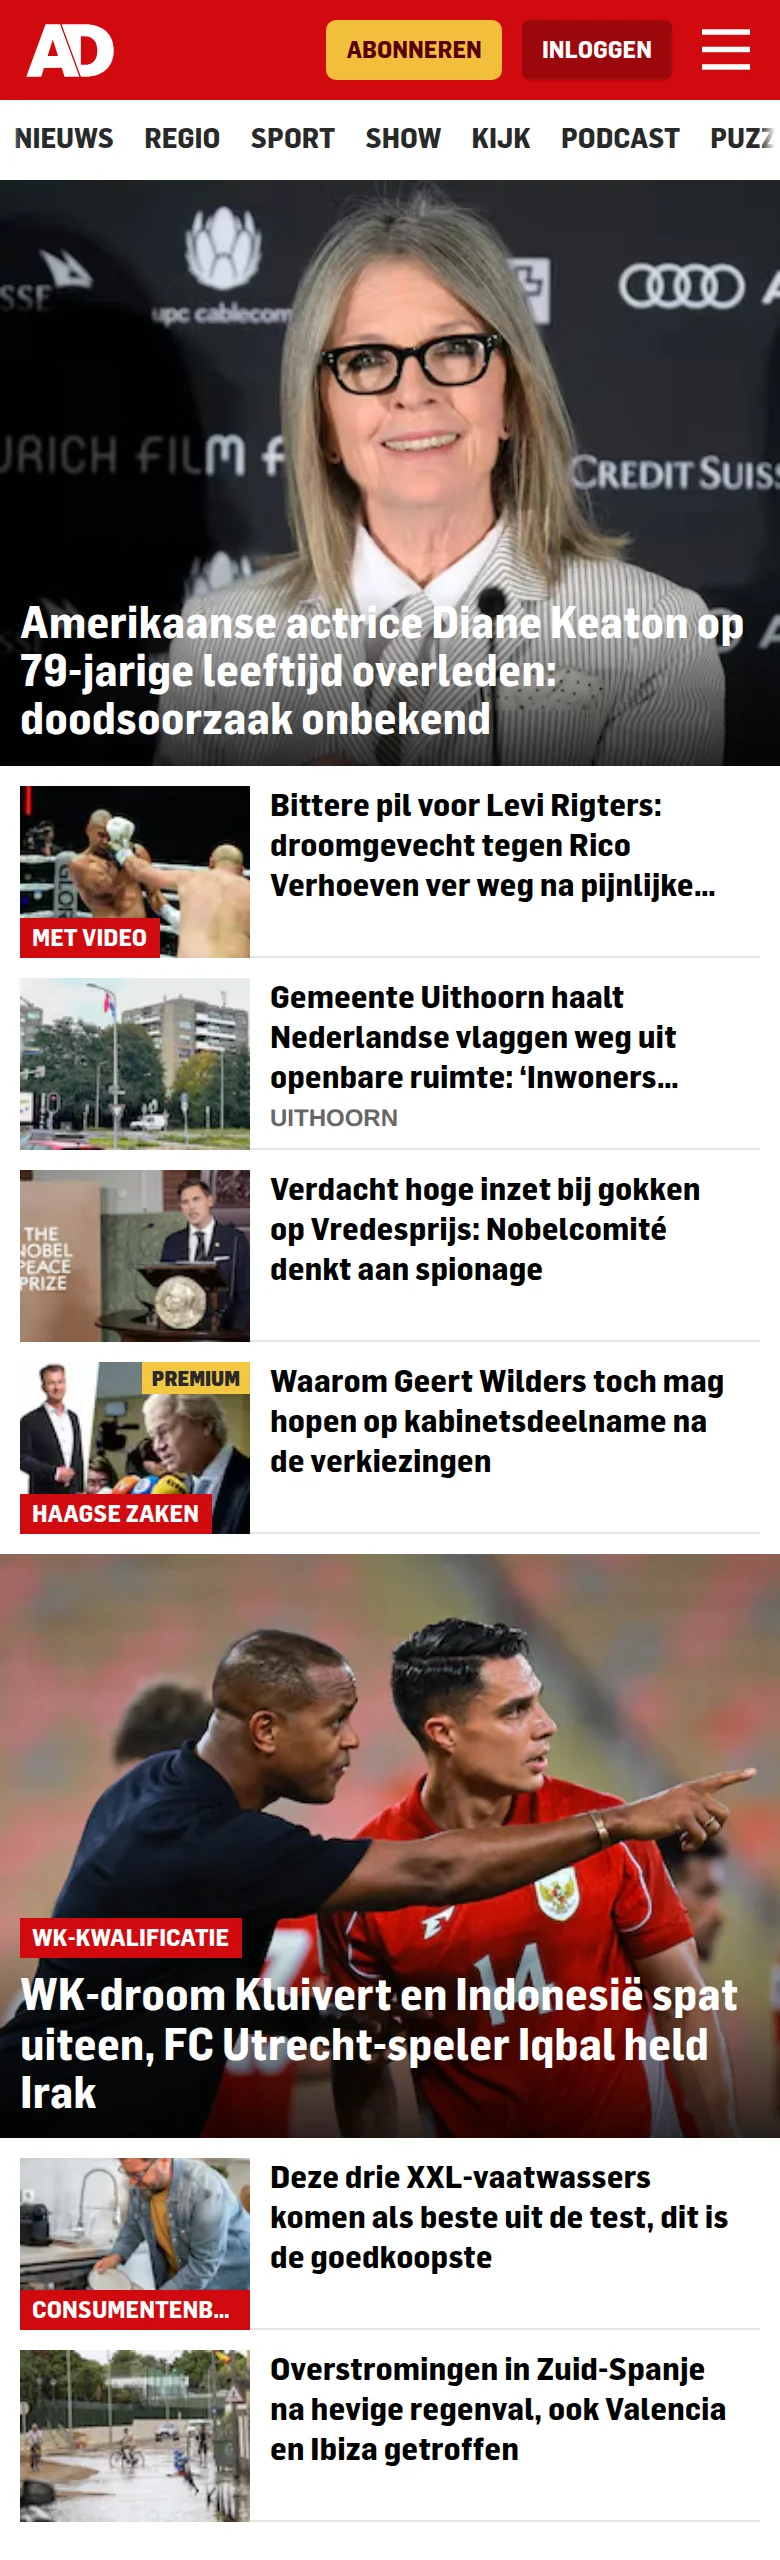 AD
ABONNEREN
INLOGGEN
NIEUWS REGIO SPORT SHOW KIJK PODCAST PUZZ
SSE
upc cablecom
URICH FILM F
CREDIT SUISS
Amerikaanse actrice Diane Keaton op
79-jarige leeftijd overleden:
doodsoorzaak onbekend
GLOR
MET VIDEO
Bittere pil voor Levi Rigters:
droomgevecht tegen Rico
Verhoeven ver weg na pijnlijke...
Gemeente Uithoorn haalt
Nederlandse vlaggen weg uit
openbare ruimte: ‘Inwoners...
UITHOORN
THE
NOBEL
PEACE
PRIZE
Verdacht hoge inzet bij gokken
op Vredesprijs: Nobelcomité
denkt aan spionage
PREMIUM
HAAGSE ZAKEN
Waarom Geert Wilders toch mag
hopen op kabinetsdeelname na
de verkiezingen
14
WK-KWALIFICATIE
WK-droom Kluivert en Indonesië spat
uiteen, FC Utrecht-speler Iqbal held
Irak
CONSUMENTENB...
Deze drie XXL-vaatwassers
komen als beste uit de test, dit is
de goedkoopste
Overstromingen in Zuid-Spanje
na hevige regenval, ook Valencia
en Ibiza getroffen